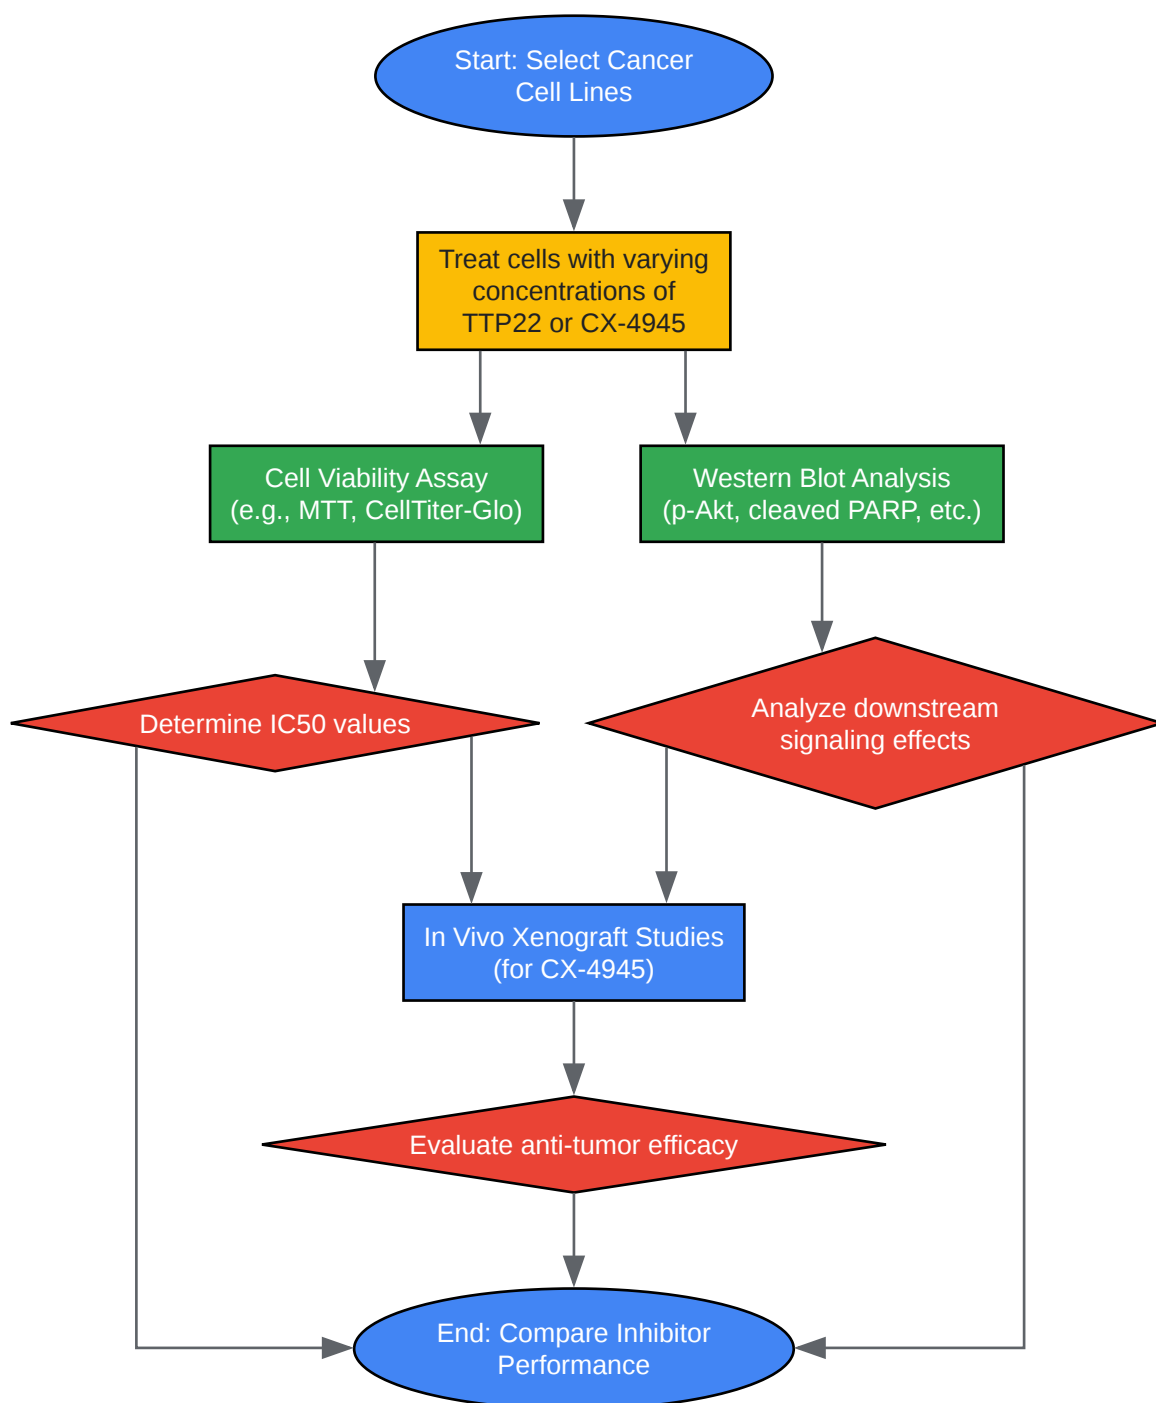 Start: Select Cancer
Cell Lines
Treat cells with varying
concentrations of
TTP22 or CX-4945
Cell Viability Assay
(e.g., MTT, CellTiter-Glo)
Western Blot Analysis
(p-Akt, cleaved PARP, etc.)
Determine IC50 values
Analyze downstream
signaling effects
In Vivo Xenograft Studies
(for CX-4945)
Evaluate anti-tumor efficacy
End: Compare Inhibitor
Performance